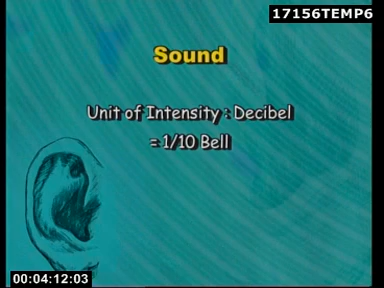 17156TEMP6
Sound
Unit of Intensity : Decibel
= 1/10 Bell
00:04:12:03